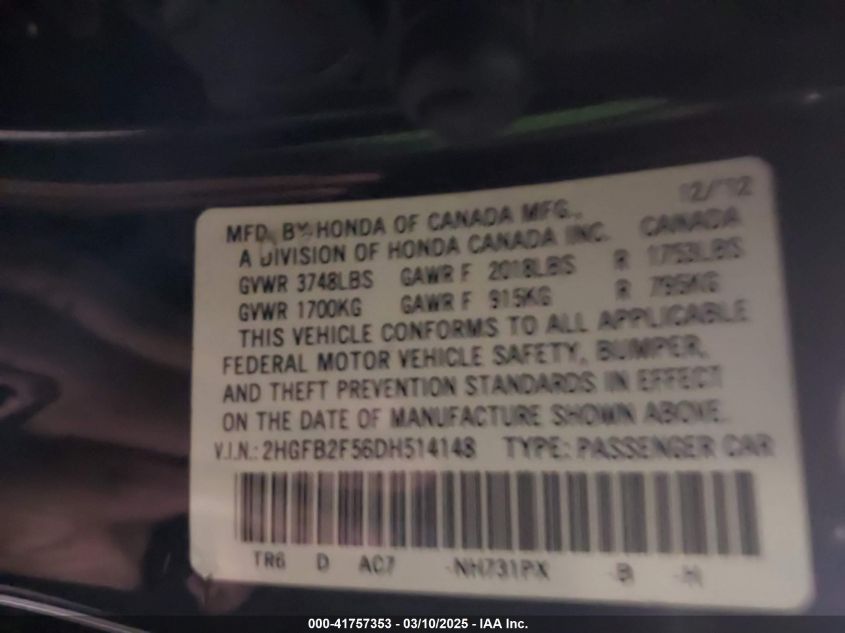 12/12
MFD. BY HONDA OF CANADA MFG.,
A DIVISION OF HONDA CANADA INC. CANADA
GVWR 3748LBS GAWR F 2018LBS R 1753LBS
GVWR 1700KG GAWR F 915KG R 795KG
THIS VEHICLE CONFORMS TO ALL APPLICABLE
FEDERAL MOTOR VEHICLE SAFETY, BUMPER,
AND THEFT PREVENTION STANDARDS IN EFFECT
ON THE DATE OF MANUFACTURE SHOWN ABOVE.
V.I.N.: 2HGFB2F56DH514148 TYPE: PASSENGER CAR
TR6 D AC7 -NH731PX -B -H
000-41757353 - 03/10/2025 - IAA Inc.